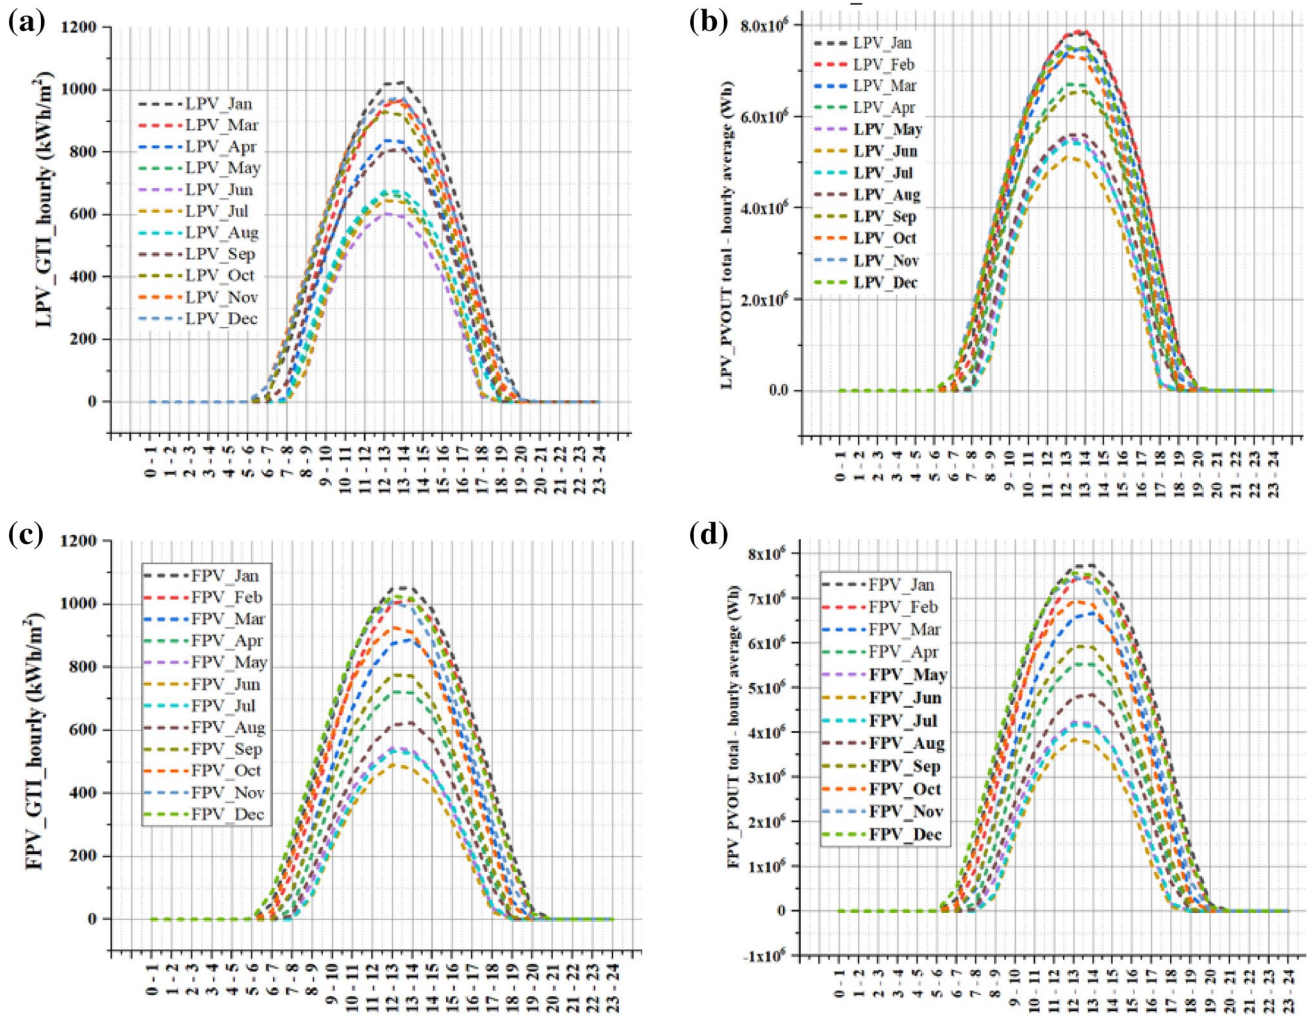 (a)
LPV_GTI_hourly (kWh/m²)
1200
1000
800
600
400
200
0
LPV_Jan
LPV_Mar
LPV_Apr
LPV_May
LPV_Jun
LPV_Jul
LPV_Aug
LPV_Sep
LPV_Oct
LPV_Nov
LPV_Dec
0 - 1
1 - 2
2 - 3
3 - 4
4 - 5
5 - 6
6 - 7
7 - 8
8 - 9
9 - 10
10 - 11
11 - 12
12 - 13
13 - 14
14 - 15
15 - 16
16 - 17
17 - 18
18 - 19
19 - 20
20 - 21
21 - 22
22 - 23
23 - 24
(b)
LPV_PVOUT total - hourly average (Wh)
8.0x10⁶
6.0x10⁶
4.0x10⁶
2.0x10⁶
0.0
LPV_Jan
LPV_Feb
LPV_Mar
LPV_Apr
LPV_May
LPV_Jun
LPV_Jul
LPV_Aug
LPV_Sep
LPV_Oct
LPV_Nov
LPV_Dec
0 - 1
1 - 2
2 - 3
3 - 4
4 - 5
5 - 6
6 - 7
7 - 8
8 - 9
9 - 10
10 - 11
11 - 12
12 - 13
13 - 14
14 - 15
15 - 16
16 - 17
17 - 18
18 - 19
19 - 20
20 - 21
21 - 22
22 - 23
23 - 24
(c)
FPV_GTI_hourly (kWh/m²)
1200
1000
800
600
400
200
0
FPV_Jan
FPV_Feb
FPV_Mar
FPV_Apr
FPV_May
FPV_Jun
FPV_Jul
FPV_Aug
FPV_Sep
FPV_Oct
FPV_Nov
FPV_Dec
0 - 1
1 - 2
2 - 3
3 - 4
4 - 5
5 - 6
6 - 7
7 - 8
8 - 9
9 - 10
10 - 11
11 - 12
12 - 13
13 - 14
14 - 15
15 - 16
16 - 17
17 - 18
18 - 19
19 - 20
20 - 21
21 - 22
22 - 23
23 - 24
(d)
FPV_PVOUT total - hourly average (Wh)
8x10⁶
7x10⁶
6x10⁶
5x10⁶
4x10⁶
3x10⁶
2x10⁶
1x10⁶
0
-1x10⁶
FPV_Jan
FPV_Feb
FPV_Mar
FPV_Apr
FPV_May
FPV_Jun
FPV_Jul
FPV_Aug
FPV_Sep
FPV_Oct
FPV_Nov
FPV_Dec
0 - 1
1 - 2
2 - 3
3 - 4
4 - 5
5 - 6
6 - 7
7 - 8
8 - 9
9 - 10
10 - 11
11 - 12
12 - 13
13 - 14
14 - 15
15 - 16
16 - 17
17 - 18
18 - 19
19 - 20
20 - 21
21 - 22
22 - 23
23 - 24